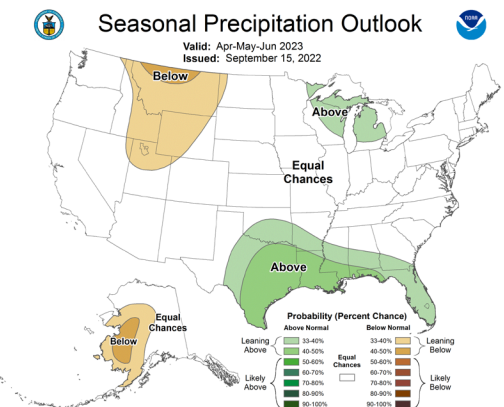 Seasonal Precipitation Outlook
NOAA
Valid: Apr-May-Jun 2023
Issued: September 15, 2022
Below
Above
Equal
Chances
Above
Equal
Chances
Below
Probability (Percent Chance)
Above Normal
Below Normal
Leaning
Above
33-40%
40-50%
50-60%
60-70%
70-80%
80-90%
90-100%
Likely
Above
Equal
Chances
33-40%
40-50%
50-60%
60-70%
70-80%
80-90%
90-100%
Leaning
Below
Likely
Below